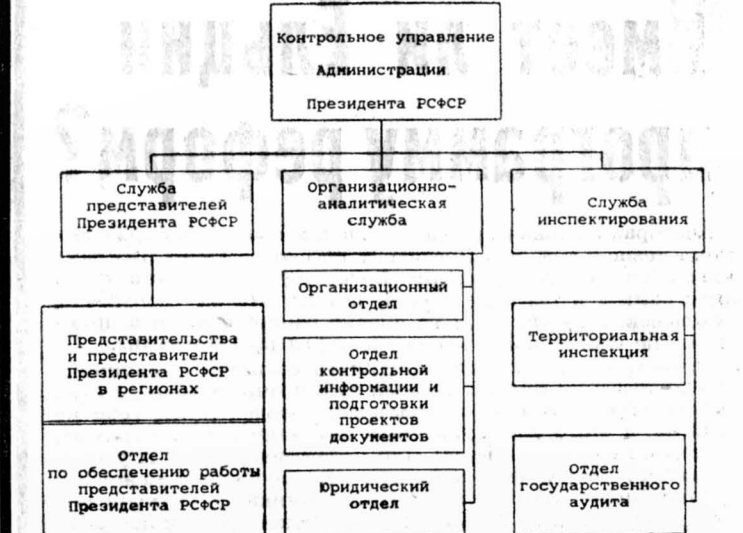 Контрольное управление
Администрации
Президента РСФСР
Служба
представителей
Президента РСФСР
Организационно-
аналитическая
служба
Служба
инспектирования
Представительства
и представители
Президента РСФСР
в регионах
Отдел
по обеспечению работы
представителей
Президента РСФСР
Организационный
отдел
Отдел
контрольной
информации и
подготовки
проектов
документов
Юридический
отдел
Территориальная
инспекция
Отдел
государственного
аудита